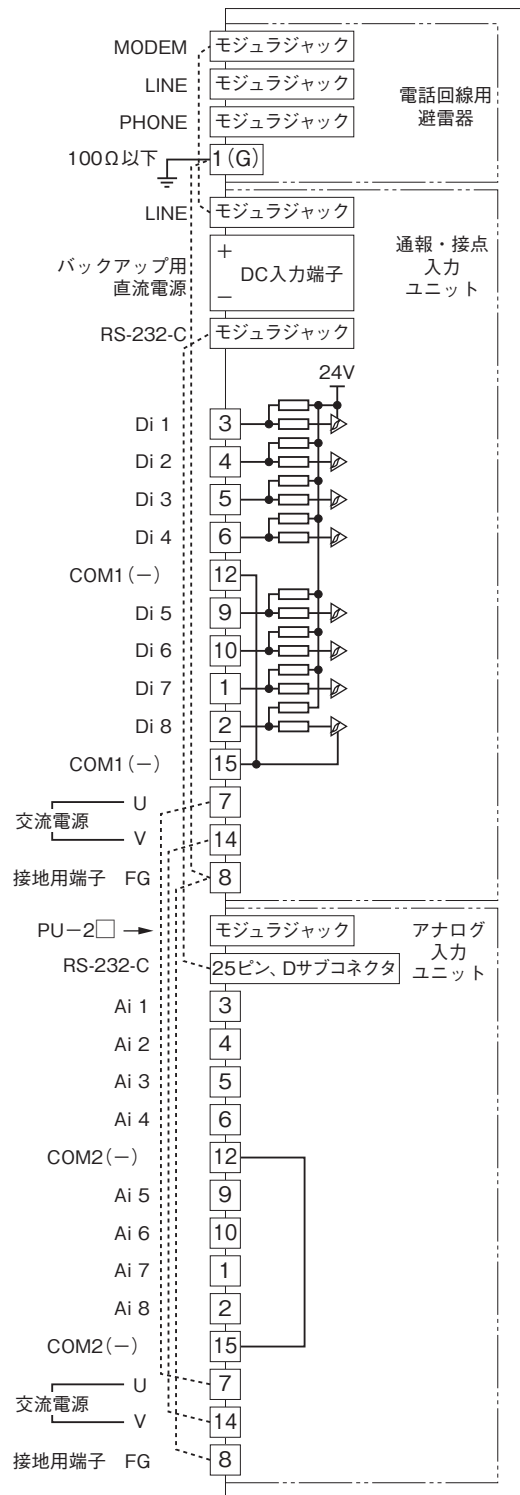 MODEM モジュラジャック
LINE モジュラジャック
電話回線用
避雷器
PHONE モジュラジャック
100Ω以下 1(G)
LINE モジュラジャック
通報・接点
入力
ユニット
バックアップ用
直流電源
+
DC入力端子
−
RS-232-C モジュラジャック
24V
Di 1 3
Di 2 4
Di 3 5
Di 4 6
COM1(−) 12
Di 5 9
Di 6 10
Di 7 1
Di 8 2
COM1(−) 15
交流電源
U 7
V 14
接地用端子 FG 8
PU−2□ モジュラジャック
アナログ
入力
ユニット
RS-232-C 25ピン、Dサブコネクタ
Ai 1 3
Ai 2 4
Ai 3 5
Ai 4 6
COM2(−) 12
Ai 5 9
Ai 6 10
Ai 7 1
Ai 8 2
COM2(−) 15
交流電源
U 7
V 14
接地用端子 FG 8